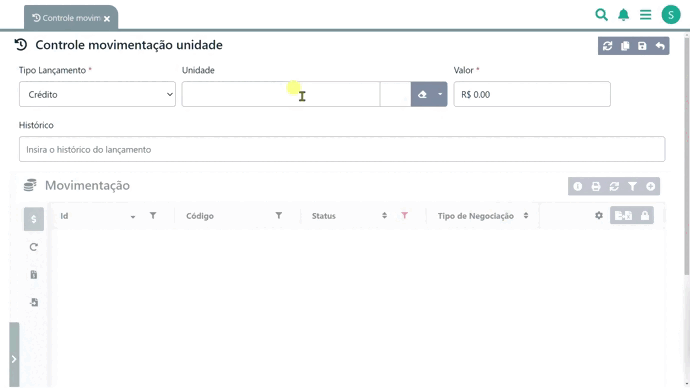 Controle movim
S
Controle movimentação unidade
Tipo Lançamento *
Unidade
Valor *
Crédito
R$ 0.00
Histórico
Insira o histórico do lançamento
Movimentação
Id
Código
Status
Tipo de Negociação